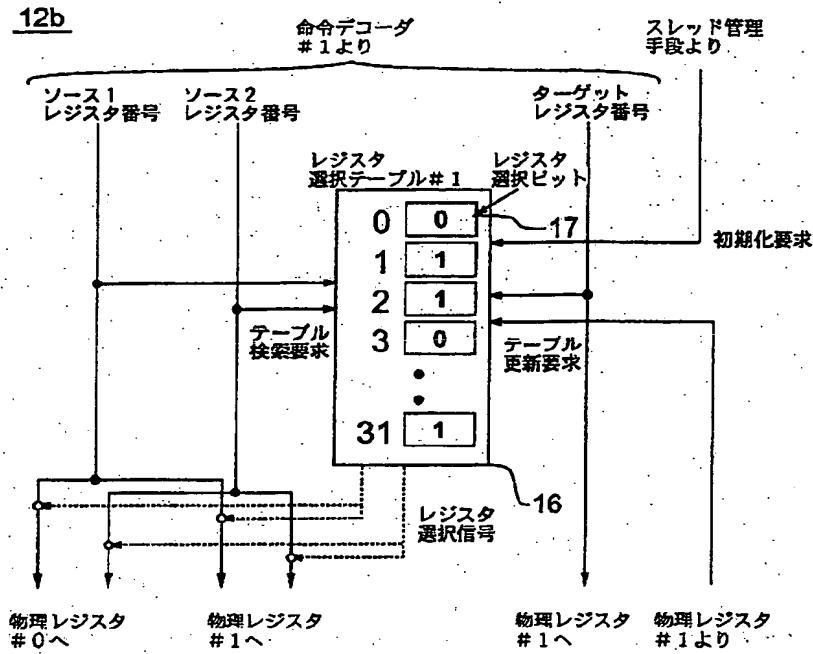 12b
命令デコーダ
#1より
スレッド管理
手段より
ソース1
レジスタ番号
ソース2
レジスタ番号
ターゲット
レジスタ番号
レジスタ
選択テーブル#1
レジスタ
選択ビット
0 0
17
初期化要求
1 1
2 1
3 0
テーブル
検索要求
テーブル
更新要求
31 1
16
レジスタ
選択信号
物理レジスタ
#0へ
物理レジスタ
#1へ
物理レジスタ
#1へ
物理レジスタ
#1より